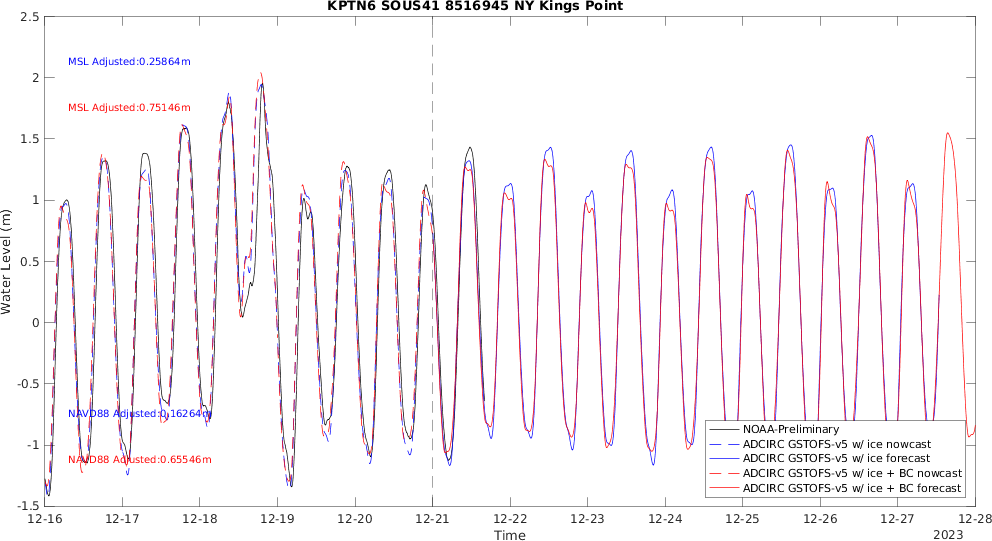 KPTN6 SOUS41 8516945 NY Kings Point
2.5
2
1.5
1
0.5
0
-0.5
-1
-1.5
Water Level (m)
MSL Adjusted:0.25864m
MSL Adjusted:0.75146m
NAVD88 Adjusted:0.16264m
NAVD88 Adjusted:0.65546m
NOAA-Preliminary
ADCIRC GSTOFS-v5 w/ ice nowcast
ADCIRC GSTOFS-v5 w/ ice forecast
ADCIRC GSTOFS-v5 w/ ice + BC nowcast
ADCIRC GSTOFS-v5 w/ ice + BC forecast
12-16 12-17 12-18 12-19 12-20 12-21 12-22 12-23 12-24 12-25 12-26 12-27 12-28
Time
2023